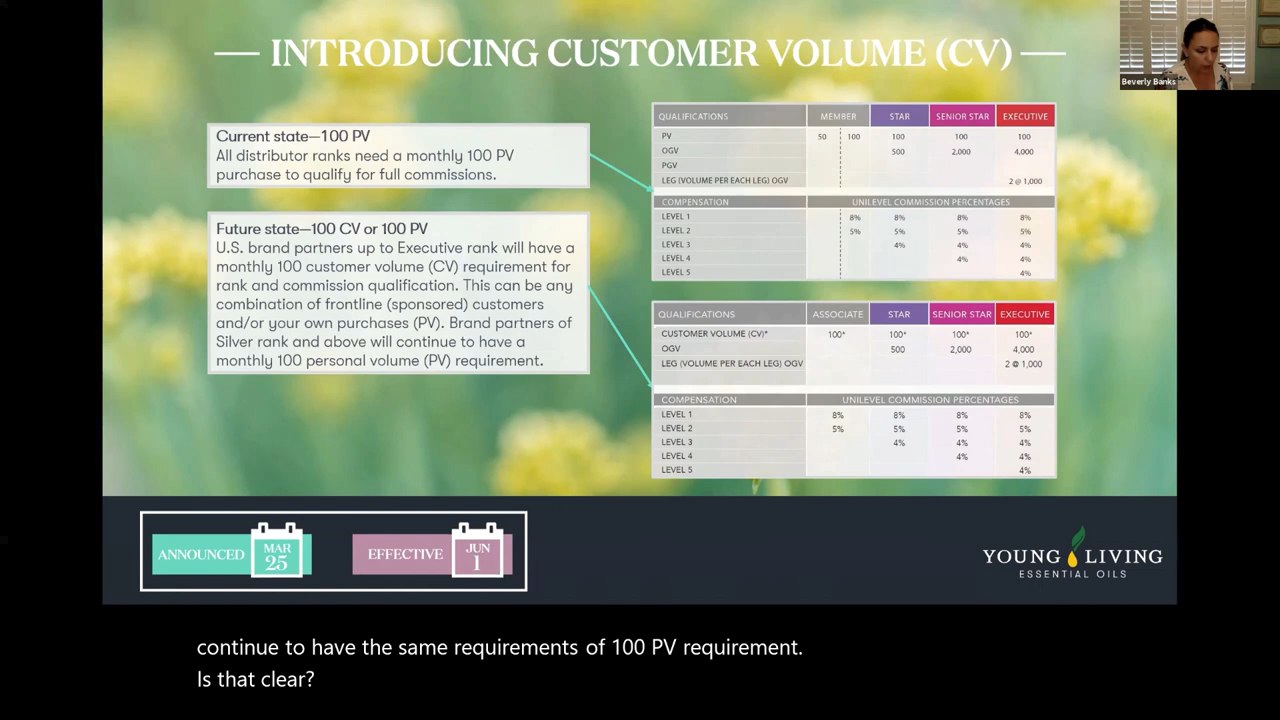 INTRODUCING CUSTOMER VOLUME (CV)
Beverly Banks
Current state—100 PV
All distributor ranks need a monthly 100 PV
purchase to qualify for full commissions.
Future state—100 CV or 100 PV
U.S. brand partners up to Executive rank will have a
monthly 100 customer volume (CV) requirement for
rank and commission qualification. This can be any
combination of frontline (sponsored) customers
and/or your own purchases (PV). Brand partners of
Silver rank and above will continue to have a
monthly 100 personal volume (PV) requirement.
QUALIFICATIONS MEMBER STAR SENIOR STAR EXECUTIVE
PV 50 100 100 100 100
OGV 500 2,000 4,000
PGV
LEG (VOLUME PER EACH LEG) OGV 2 @ 1,000
COMPENSATION UNILEVEL COMMISSION PERCENTAGES
LEVEL 1 8% 8% 8% 8%
LEVEL 2 5% 5% 5% 5%
LEVEL 3 4% 4% 4%
LEVEL 4 4% 4%
LEVEL 5 4%
QUALIFICATIONS ASSOCIATE STAR SENIOR STAR EXECUTIVE
CUSTOMER VOLUME (CV)* 100* 100* 100* 100*
OGV 500 2,000 4,000
LEG (VOLUME PER EACH LEG) OGV 2 @ 1,000
COMPENSATION UNILEVEL COMMISSION PERCENTAGES
LEVEL 1 8% 8% 8% 8%
LEVEL 2 5% 5% 5% 5%
LEVEL 3 4% 4% 4%
LEVEL 4 4% 4%
LEVEL 5 4%
ANNOUNCED MAR 25
EFFECTIVE JUN 1
YOUNG LIVING
ESSENTIAL OILS
continue to have the same requirements of 100 PV requirement.
Is that clear?